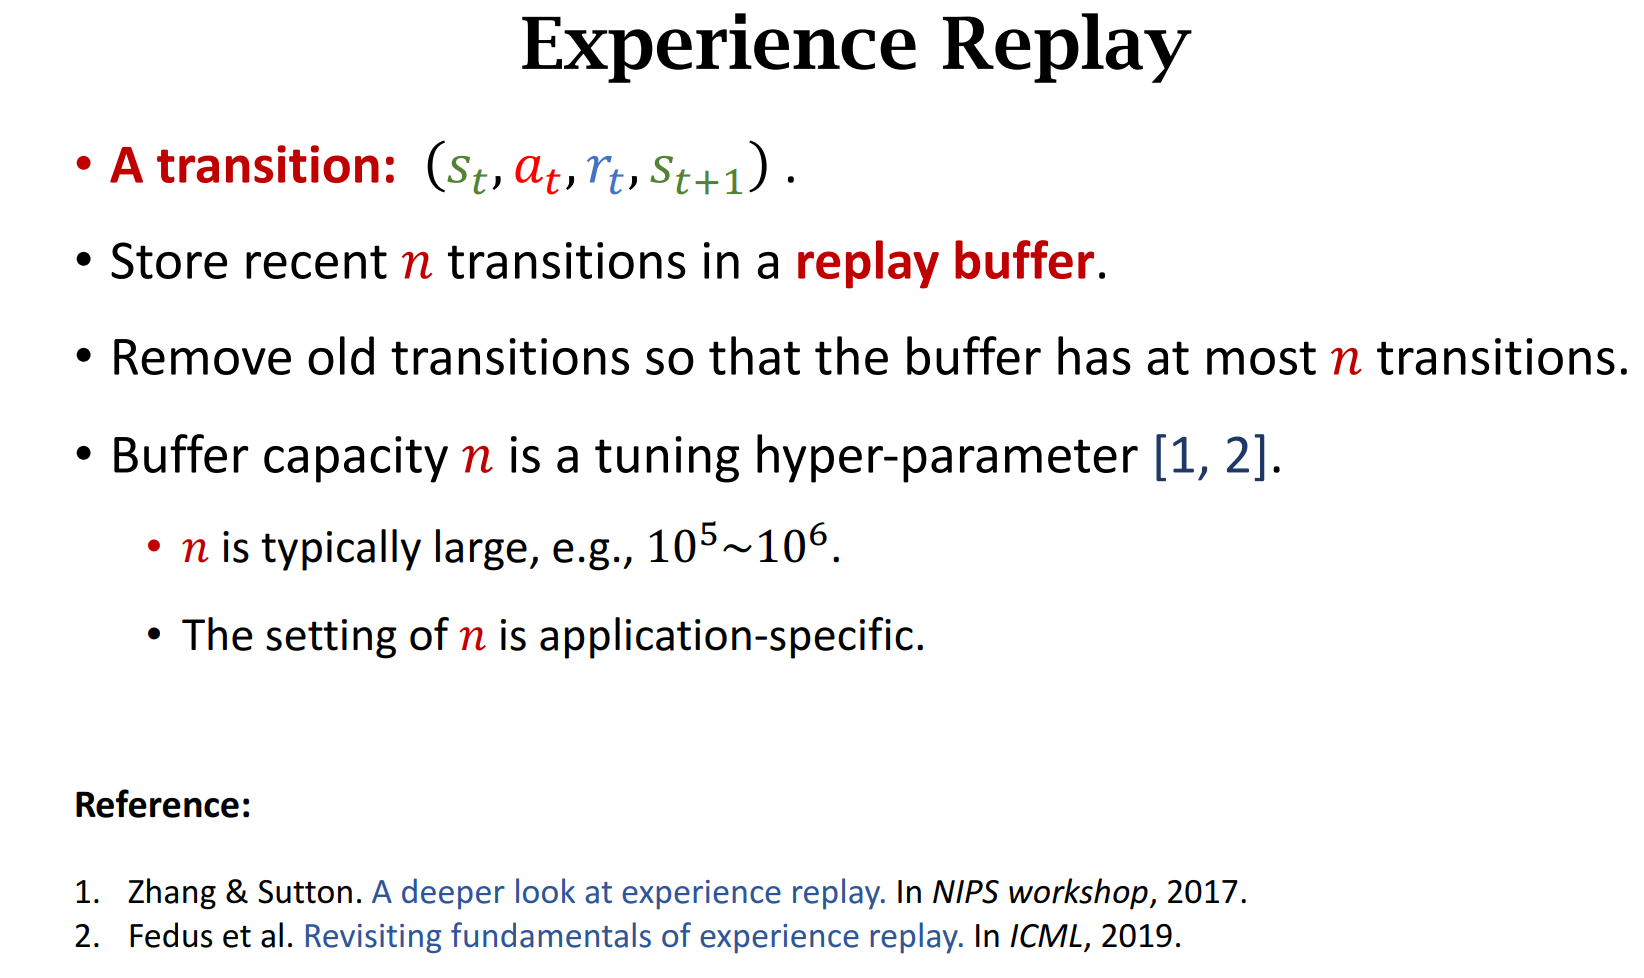 Experience Replay
• A transition: (s_t, a_t, r_t, s_{t+1}) .
• Store recent n transitions in a replay buffer.
• Remove old transitions so that the buffer has at most n transitions.
• Buffer capacity n is a tuning hyper-parameter [1, 2].
• n is typically large, e.g., 10^5~10^6.
• The setting of n is application-specific.
Reference:
1. Zhang & Sutton. A deeper look at experience replay. In NIPS workshop, 2017.
2. Fedus et al. Revisiting fundamentals of experience replay. In ICML, 2019.